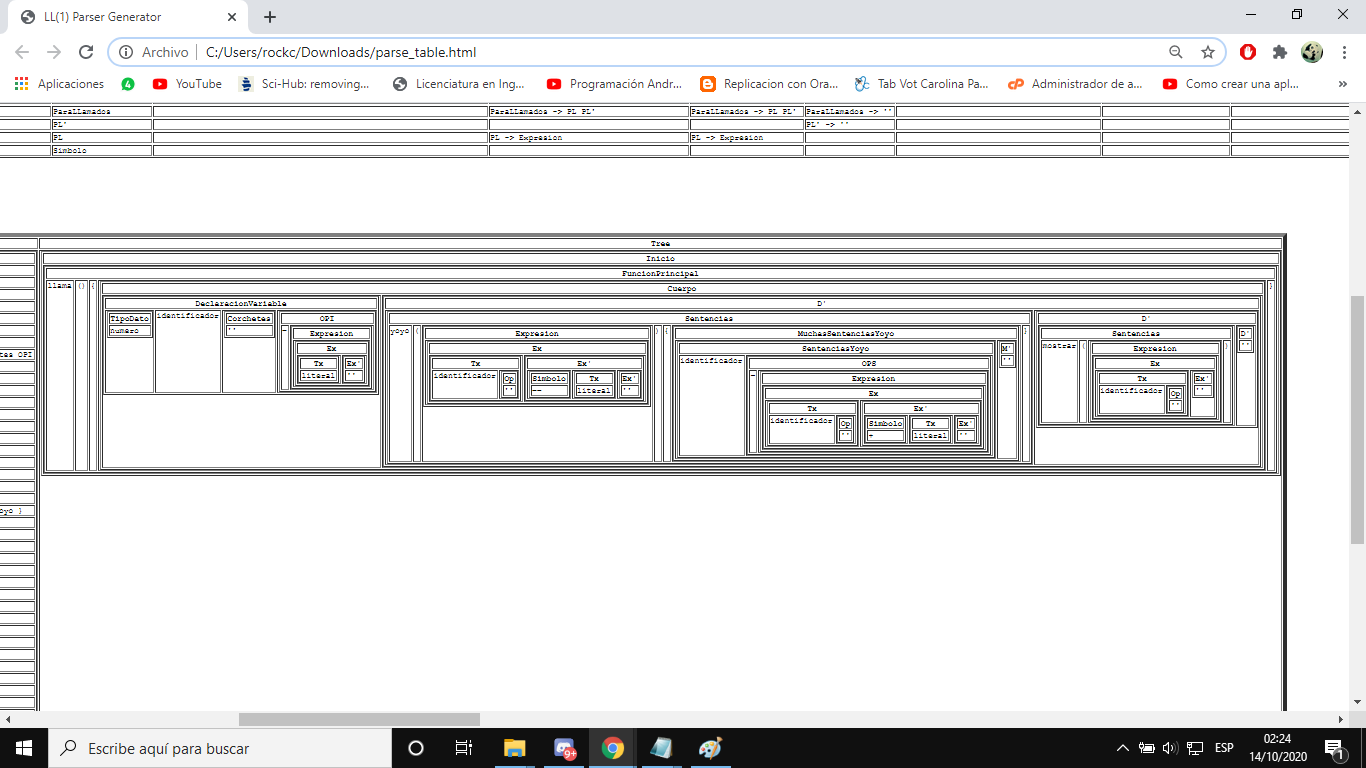 LL(1) Parser Generator
Archivo C:/Users/rockc/Downloads/parse_table.html
Aplicaciones YouTube Sci-Hub: removing... Licenciatura en Ing... Programación Andr... Replicacion con Ora... Tab Vot Carolina Pa... Administrador de a... Como crear una apl... »
ParaLLamados ParaLLamados -> PL PL' ParaLLamados -> PL PL' ParaLLamados -> ''
PL' PL' -> ''
PL PL -> Expresion PL -> Expresion
Simbolo
Tree
Inicio
FuncionPrincipal
llama () { Cuerpo }
DeclaracionVariable D'
TipoDato identificador Corchetes OPI Sentencias D'
numero '' = Expresion yoyo ( Expresion ) { MuchasSentenciasYoyo } Sentencias D'
tes OPI Ex Ex SentenciasYoyo M' mostrar ( Expresion ) ''
Tx Ex' Tx Ex' identificador OPS '' Ex
literal '' identificador Op Simbolo Tx Ex' = Expresion Tx Ex'
'' == literal '' Ex identificador Op ''
Tx Ex' ''
identificador Op Simbolo Tx Ex'
'' + literal ''
oyo }
Escribe aquí para buscar
9+
ESP
02:24
14/10/2020
1